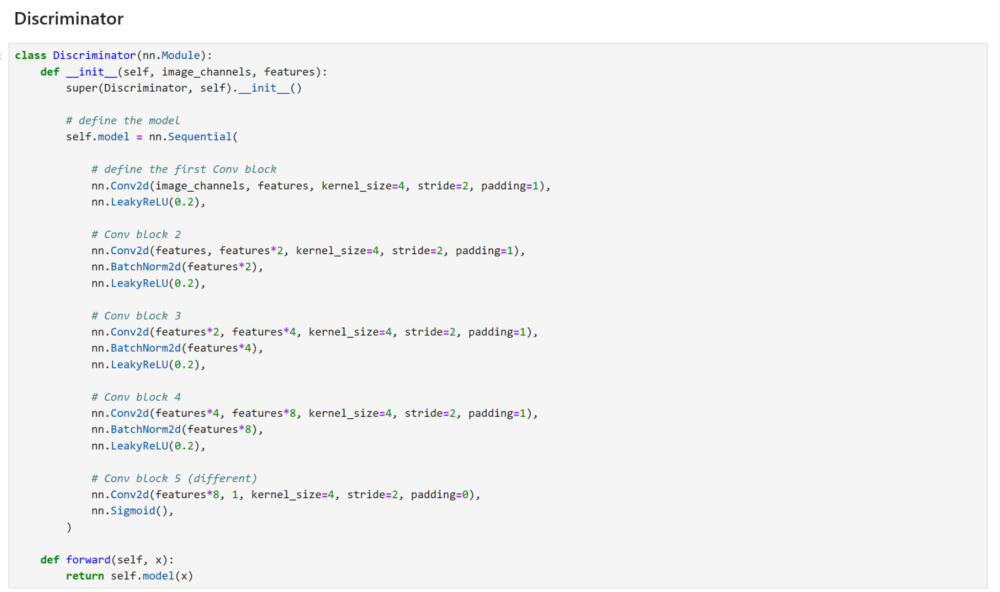 Discriminator
class Discriminator(nn.Module):
    def __init__(self, image_channels, features):
        super(Discriminator, self).__init__()
        # define the model
        self.model = nn.Sequential(
            # define the first Conv block
            nn.Conv2d(image_channels, features, kernel_size=4, stride=2, padding=1),
            nn.LeakyReLU(0.2),
            # Conv block 2
            nn.Conv2d(features, features*2, kernel_size=4, stride=2, padding=1),
            nn.BatchNorm2d(features*2),
            nn.LeakyReLU(0.2),
            # Conv block 3
            nn.Conv2d(features*2, features*4, kernel_size=4, stride=2, padding=1),
            nn.BatchNorm2d(features*4),
            nn.LeakyReLU(0.2),
            # Conv block 4
            nn.Conv2d(features*4, features*8, kernel_size=4, stride=2, padding=1),
            nn.BatchNorm2d(features*8),
            nn.LeakyReLU(0.2),
            # Conv block 5 (different)
            nn.Conv2d(features*8, 1, kernel_size=4, stride=2, padding=0),
            nn.Sigmoid(),
        )
    def forward(self, x):
        return self.model(x)